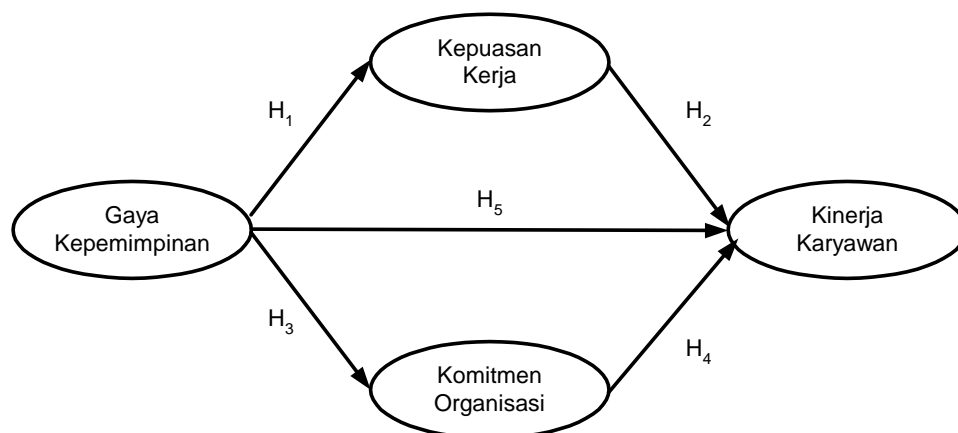 Kepuasan
Kerja
H₁
H₂
Gaya
Kepemimpinan
H₅
Kinerja
Karyawan
H₃
H₄
Komitmen
Organisasi